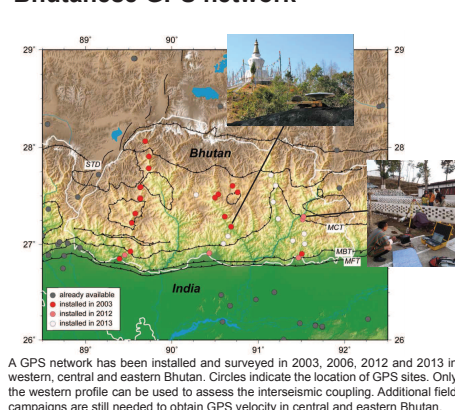 Bhutanese GPS network
89˚ 90˚ 91˚ 92˚
29˚ 29˚
28˚ 28˚
STD
Bhutan
MCT
27˚ 27˚
MBT
MFT
India
already available
installed in 2003
installed in 2012
installed in 2013
26˚ 26˚
89˚ 90˚ 91˚ 92˚
A GPS network has been installed and surveyed in 2003, 2006, 2012 and 2013 in
western, central and eastern Bhutan. Circles indicate the location of GPS sites. Only
the western profile can be used to assess the interseismic coupling. Additional field
campaigns are still needed to obtain GPS velocity in central and eastern Bhutan.